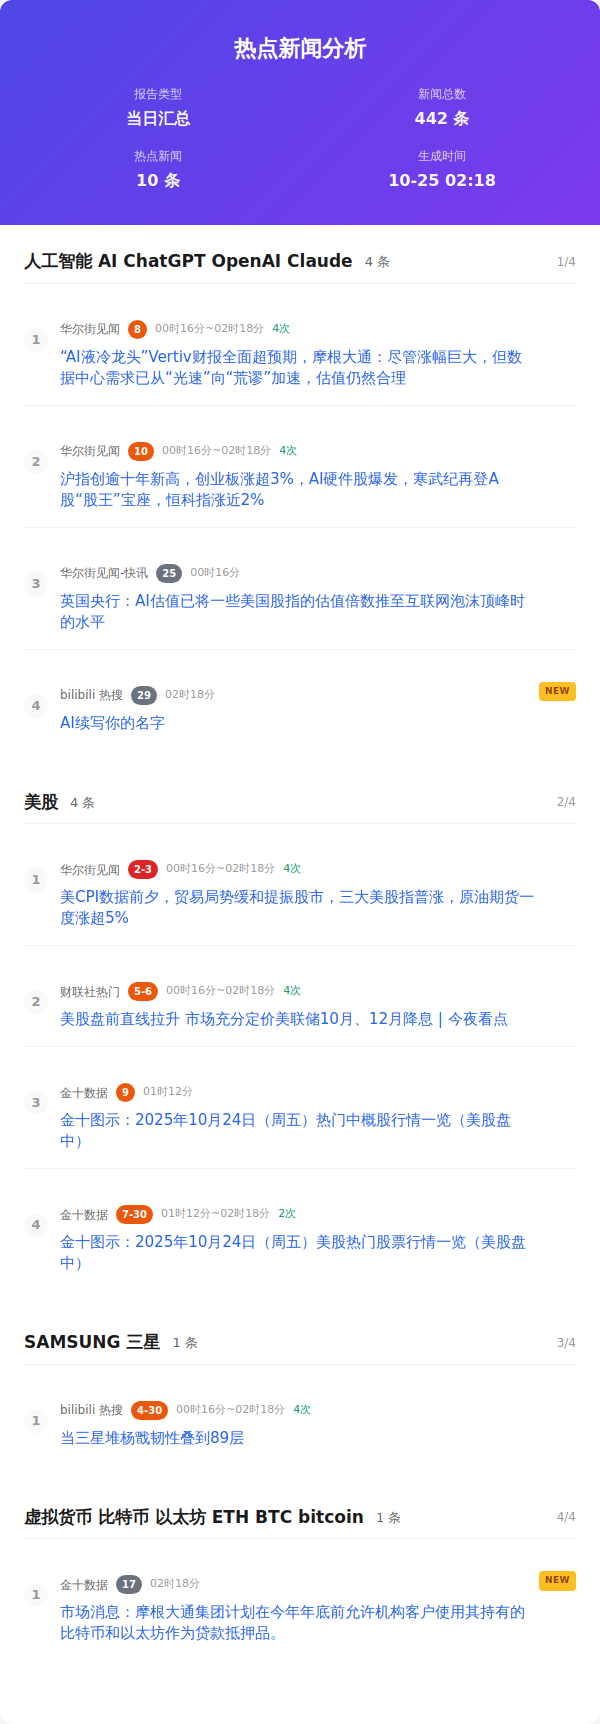 热点新闻分析
报告类型
当日汇总
新闻总数
442 条
热点新闻
10 条
生成时间
10-25 02:18
人工智能 AI ChatGPT OpenAI Claude 4 条 1/4
1
华尔街见闻 8 00时16分~02时18分 4次
“AI液冷龙头”Vertiv财报全面超预期，摩根大通：尽管涨幅巨大，但数
据中心需求已从“光速”向“荒谬”加速，估值仍然合理
2
华尔街见闻 10 00时16分~02时18分 4次
沪指创逾十年新高，创业板涨超3%，AI硬件股爆发，寒武纪再登A
股“股王”宝座，恒科指涨近2%
3
华尔街见闻-快讯 25 00时16分
英国央行：AI估值已将一些美国股指的估值倍数推至互联网泡沫顶峰时
的水平
4
bilibili 热搜 29 02时18分 NEW
AI续写你的名字
美股 4 条 2/4
1
华尔街见闻 2-3 00时16分~02时18分 4次
美CPI数据前夕，贸易局势缓和提振股市，三大美股指普涨，原油期货一
度涨超5%
2
财联社热门 5-6 00时16分~02时18分 4次
美股盘前直线拉升 市场充分定价美联储10月、12月降息 | 今夜看点
3
金十数据 9 01时12分
金十图示：2025年10月24日（周五）热门中概股行情一览（美股盘
中）
4
金十数据 7-30 01时12分~02时18分 2次
金十图示：2025年10月24日（周五）美股热门股票行情一览（美股盘
中）
SAMSUNG 三星 1 条 3/4
1
bilibili 热搜 4-30 00时16分~02时18分 4次
当三星堆杨戬韧性叠到89层
虚拟货币 比特币 以太坊 ETH BTC bitcoin 1 条 4/4
1
金十数据 17 02时18分 NEW
市场消息：摩根大通集团计划在今年年底前允许机构客户使用其持有的
比特币和以太坊作为贷款抵押品。